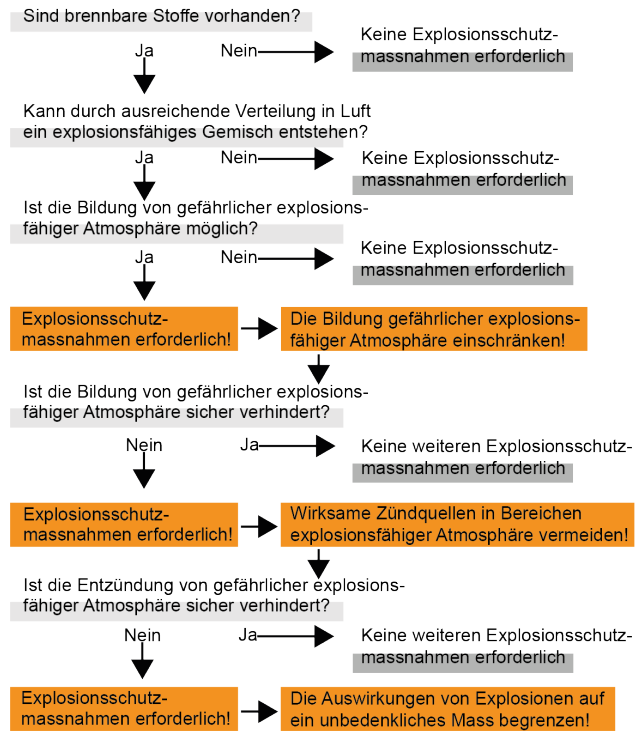 Sind brennbare Stoffe vorhanden?
Ja
Nein
Keine Explosionsschutz-
massnahmen erforderlich
Kann durch ausreichende Verteilung in Luft
ein explosionsfähiges Gemisch entstehen?
Ja
Nein
Keine Explosionsschutz-
massnahmen erforderlich
Ist die Bildung von gefährlicher explosions-
fähiger Atmosphäre möglich?
Ja
Nein
Keine Explosionsschutz-
massnahmen erforderlich
Explosionsschutz-
massnahmen erforderlich!
Die Bildung gefährlicher explosions-
fähiger Atmosphäre einschränken!
Ist die Bildung von gefährlicher explosions-
fähiger Atmosphäre sicher verhindert?
Nein
Ja
Keine weiteren Explosionsschutz-
massnahmen erforderlich
Explosionsschutz-
massnahmen erforderlich!
Wirksame Zündquellen in Bereichen
explosionsfähiger Atmosphäre vermeiden!
Ist die Entzündung von gefährlicher explosions-
fähiger Atmosphäre sicher verhindert?
Nein
Ja
Keine weiteren Explosionsschutz-
massnahmen erforderlich
Explosionsschutz-
massnahmen erforderlich!
Die Auswirkungen von Explosionen auf
ein unbedenkliches Mass begrenzen!